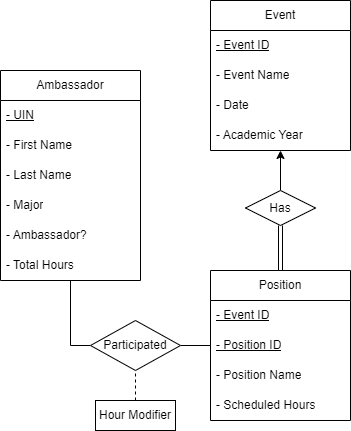 Event
- Event ID
- Event Name
- Date
- Academic Year
Ambassador
- UIN
- First Name
- Last Name
- Major
- Ambassador?
- Total Hours
Has
Position
- Event ID
- Position ID
- Position Name
- Scheduled Hours
Participated
Hour Modifier